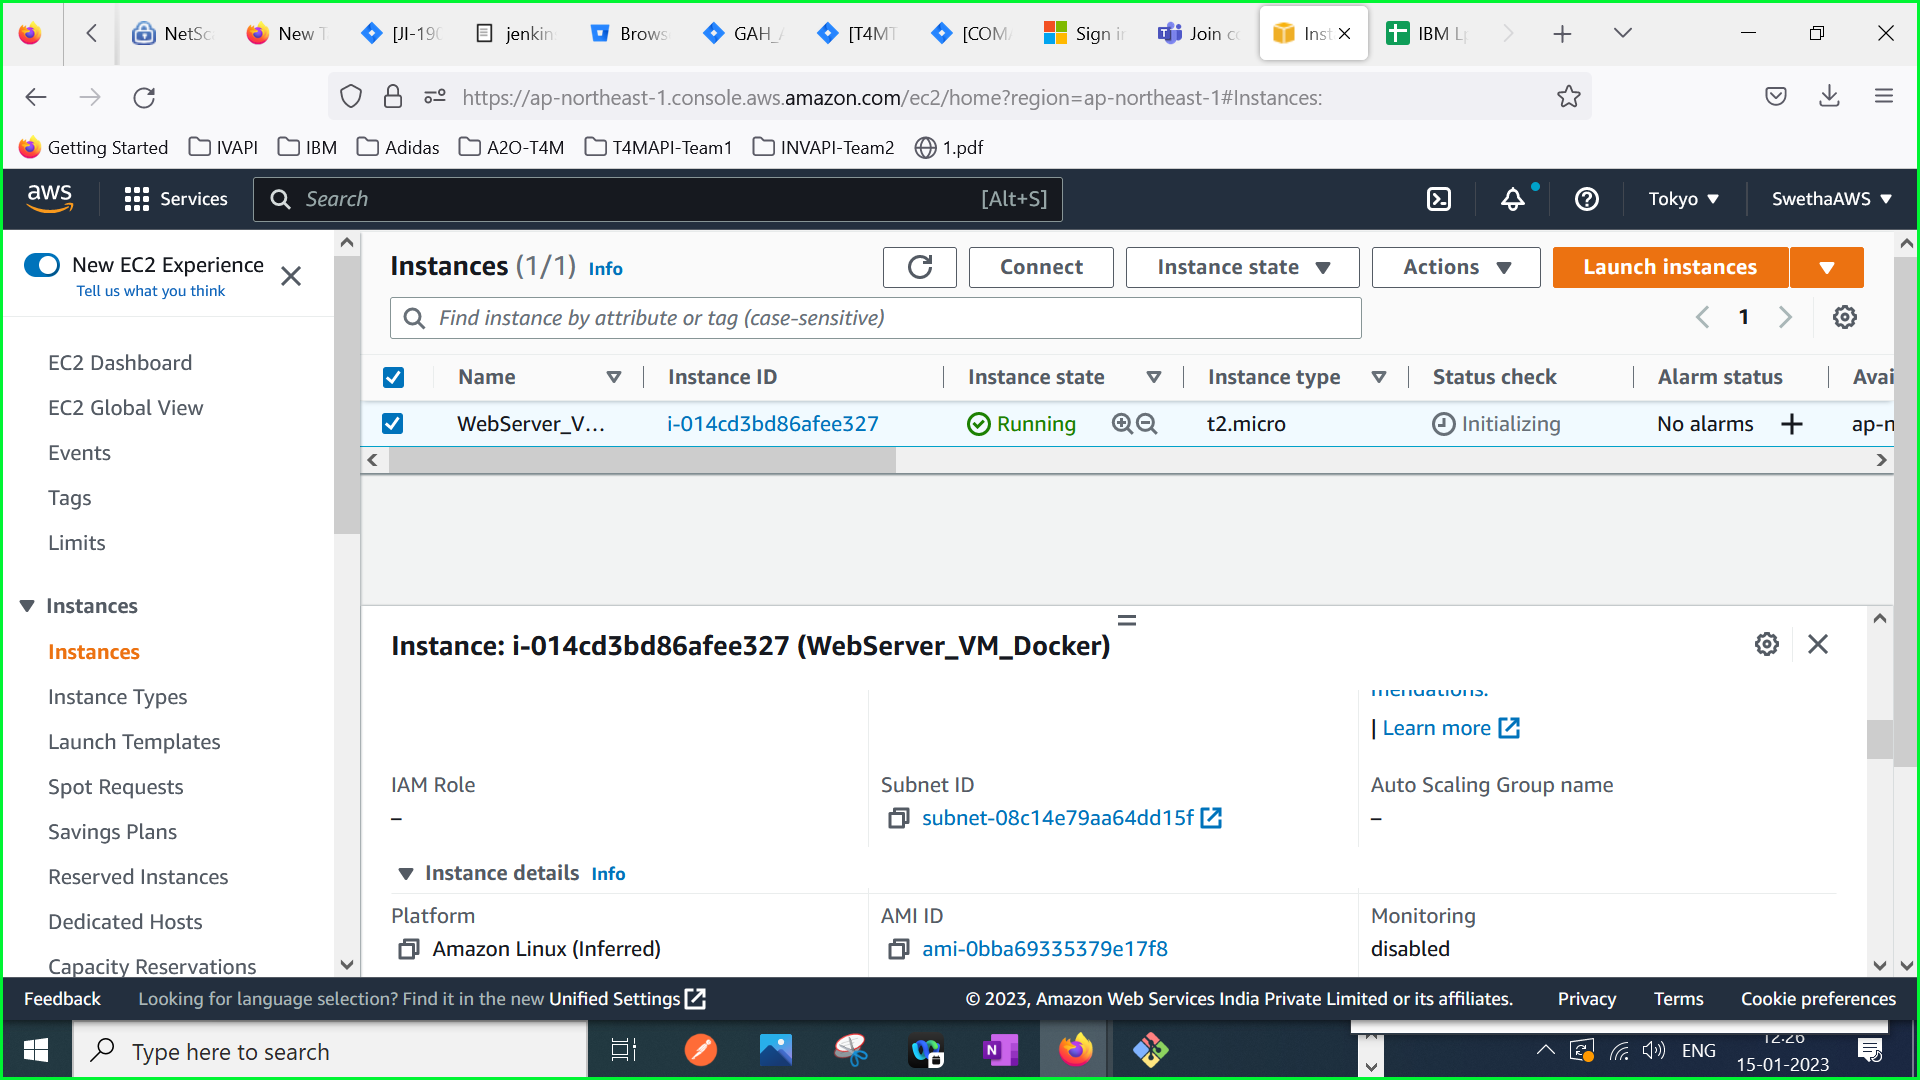 NetSc
New T
[JI-190
jenkin
Brows
GAH_
[T4MT
[COM
Sign in
Join co
Inst
IBM Lp
https://ap-northeast-1.console.aws.amazon.com/ec2/home?region=ap-northeast-1#Instances:
Getting Started
IVAPI
IBM
Adidas
A2O-T4M
T4MAPI-Team1
INVAPI-Team2
1.pdf
aws
Services
Search
[Alt+S]
Tokyo
SwethaAWS
New EC2 Experience
Tell us what you think
EC2 Dashboard
EC2 Global View
Events
Tags
Limits
Instances
Instances
Instance Types
Launch Templates
Spot Requests
Savings Plans
Reserved Instances
Dedicated Hosts
Capacity Reservations
Instances (1/1) Info
Connect
Instance state
Actions
Launch instances
Find instance by attribute or tag (case-sensitive)
1
Name
Instance ID
Instance state
Instance type
Status check
Alarm status
Avai
WebServer_V...
i-014cd3bd86afee327
Running
t2.micro
Initializing
No alarms
ap-n
Instance: i-014cd3bd86afee327 (WebServer_VM_Docker)
mendations.
| Learn more
IAM Role
–
Subnet ID
subnet-08c14e79aa64dd15f
Auto Scaling Group name
–
Instance details Info
Platform
Amazon Linux (Inferred)
AMI ID
ami-0bba69335379e17f8
Monitoring
disabled
Feedback
Looking for language selection? Find it in the new Unified Settings
© 2023, Amazon Web Services India Private Limited or its affiliates.
Privacy
Terms
Cookie preferences
Type here to search
N
ENG
12:26
15-01-2023